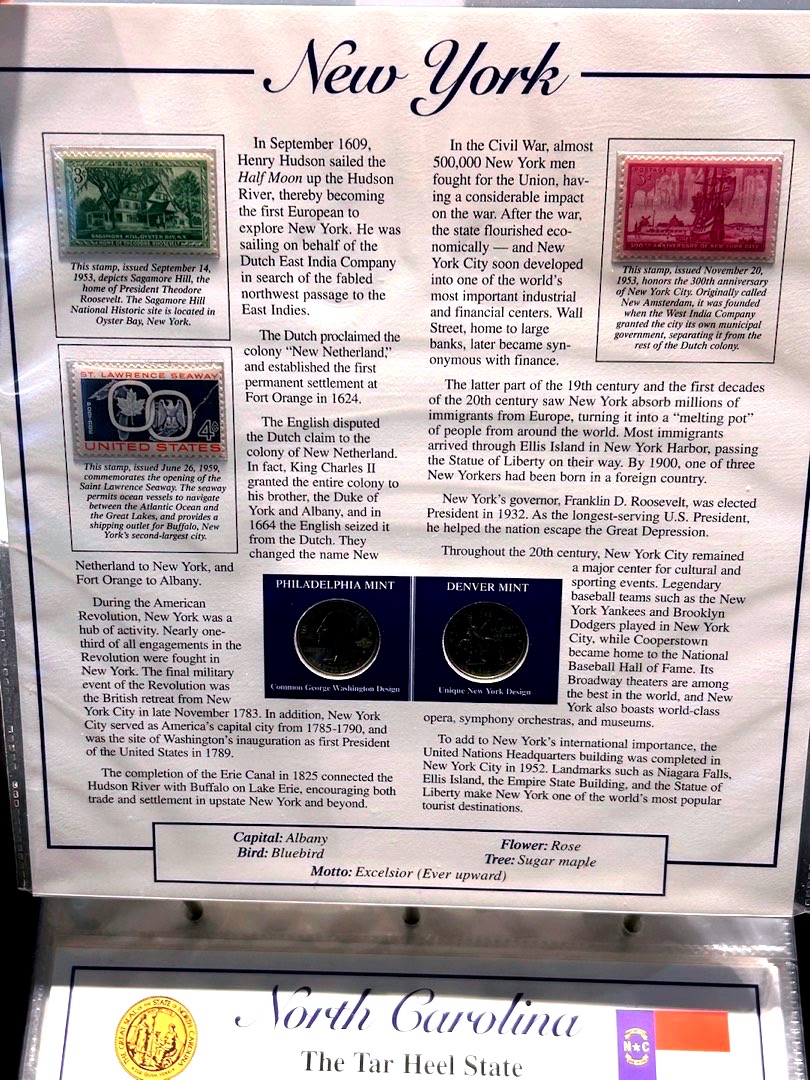 New York
3¢
SAGAMORE HILL, OYSTER BAY, N.Y.
HOME OF THEODORE ROOSEVELT
This stamp, issued September 14,
1953, depicts Sagamore Hill, the
home of President Theodore
Roosevelt. The Sagamore Hill
National Historic site is located in
Oyster Bay, New York.
ST. LAWRENCE SEAWAY
4¢
UNITED STATES
This stamp, issued June 26, 1959,
commemorates the opening of the
Saint Lawrence Seaway. The seaway
permits ocean vessels to navigate
between the Atlantic Ocean and
the Great Lakes, and provides a
shipping outlet for Buffalo, New
York's second-largest city.
In September 1609,
Henry Hudson sailed the
Half Moon up the Hudson
River, thereby becoming
the first European to
explore New York. He was
sailing on behalf of the
Dutch East India Company
in search of the fabled
northwest passage to the
East Indies.
The Dutch proclaimed the
colony "New Netherland,"
and established the first
permanent settlement at
Fort Orange in 1624.
The English disputed
the Dutch claim to the
colony of New Netherland.
In fact, King Charles II
granted the entire colony to
his brother, the Duke of
York and Albany, and in
1664 the English seized it
from the Dutch. They
changed the name New
Netherland to New York, and
Fort Orange to Albany.
During the American
Revolution, New York was a
hub of activity. Nearly one-
third of all engagements in the
Revolution were fought in
New York. The final military
event of the Revolution was
the British retreat from New
York City in late November 1783. In addition, New York
City served as America's capital city from 1785-1790, and
was the site of Washington's inauguration as first President
of the United States in 1789.
The completion of the Erie Canal in 1825 connected the
Hudson River with Buffalo on Lake Erie, encouraging both
trade and settlement in upstate New York and beyond.
In the Civil War, almost
500,000 New York men
fought for the Union, hav-
ing a considerable impact
on the war. After the war,
the state flourished eco-
nomically — and New
York City soon developed
into one of the world's
most important industrial
and financial centers. Wall
Street, home to large
banks, later became syn-
onymous with finance.
3¢
300TH ANNIVERSARY OF NEW YORK CITY
This stamp, issued November 20,
1953, honors the 300th anniversary
of New York City. Originally called
New Amsterdam, it was founded
when the West India Company
granted the city its own municipal
government, separating it from the
rest of the Dutch colony.
The latter part of the 19th century and the first decades
of the 20th century saw New York absorb millions of
immigrants from Europe, turning it into a "melting pot"
of people from around the world. Most immigrants
arrived through Ellis Island in New York Harbor, passing
the Statue of Liberty on their way. By 1900, one of three
New Yorkers had been born in a foreign country.
New York's governor, Franklin D. Roosevelt, was elected
President in 1932. As the longest-serving U.S. President,
he helped the nation escape the Great Depression.
Throughout the 20th century, New York City remained
a major center for cultural and
sporting events. Legendary
baseball teams such as the New
York Yankees and Brooklyn
Dodgers played in New York
City, while Cooperstown
became home to the National
Baseball Hall of Fame. Its
Broadway theaters are among
the best in the world, and New
York also boasts world-class
opera, symphony orchestras, and museums.
To add to New York's international importance, the
United Nations Headquarters building was completed in
New York City in 1952. Landmarks such as Niagara Falls,
Ellis Island, the Empire State Building, and the Statue of
Liberty make New York one of the world's most popular
tourist destinations.
PHILADELPHIA MINT
Common George Washington Design
DENVER MINT
Unique New York Design
Capital: Albany
Bird: Bluebird
Flower: Rose
Tree: Sugar maple
Motto: Excelsior (Ever upward)
North Carolina
The Tar Heel State
THE GREAT SEAL OF THE STATE OF NORTH CAROLINA
N★C